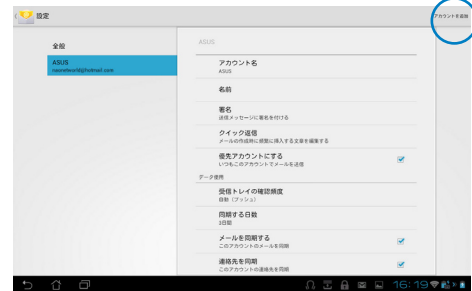 設定
アカウントを追加
全般
ASUS
ASUS
アカウント名
ASUS
名前
署名
送信メッセージに署名を付ける
クイック返信
メールの作成時に頻繁に挿入する文章を編集する
優先アカウントにする
いつもこのアカウントでメールを送信
データ使用
受信トレイの確認頻度
自動（プッシュ）
同期する日数
3日間
メールを同期する
このアカウントのメールを同期
連絡先を同期
このアカウントの連絡先を同期
16:19